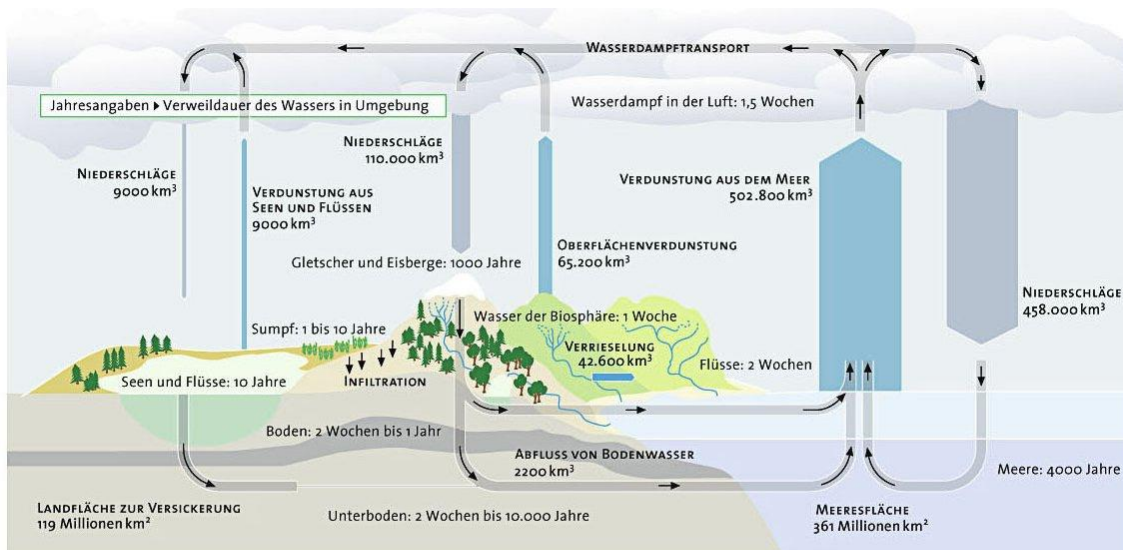 WASSERDAMPFTRANSPORT
Jahresangaben ▸ Verweildauer des Wassers in Umgebung
Wasserdampf in der Luft: 1,5 Wochen
NIEDERSCHLÄGE
9000 km³
VERDUNSTUNG AUS
SEEN UND FLÜSSEN
9000 km³
NIEDERSCHLÄGE
110.000 km³
VERDUNSTUNG AUS DEM MEER
502.800 km³
OBERFLÄCHENVERDUNSTUNG
65.200 km³
Gletscher und Eisberge: 1000 Jahre
NIEDERSCHLÄGE
458.000 km³
Sumpf: 1 bis 10 Jahre
Wasser der Biosphäre: 1 Woche
VERRIESELUNG
42.600 km³
Flüsse: 2 Wochen
Seen und Flüsse: 10 Jahre
INFILTRATION
Boden: 2 Wochen bis 1 Jahr
ABFLUSS VON BODENWASSER
2200 km³
Meere: 4000 Jahre
LANDFLÄCHE ZUR VERSICKERUNG
119 Millionen km²
Unterboden: 2 Wochen bis 10.000 Jahre
MEERESFLÄCHE
361 Millionen km²